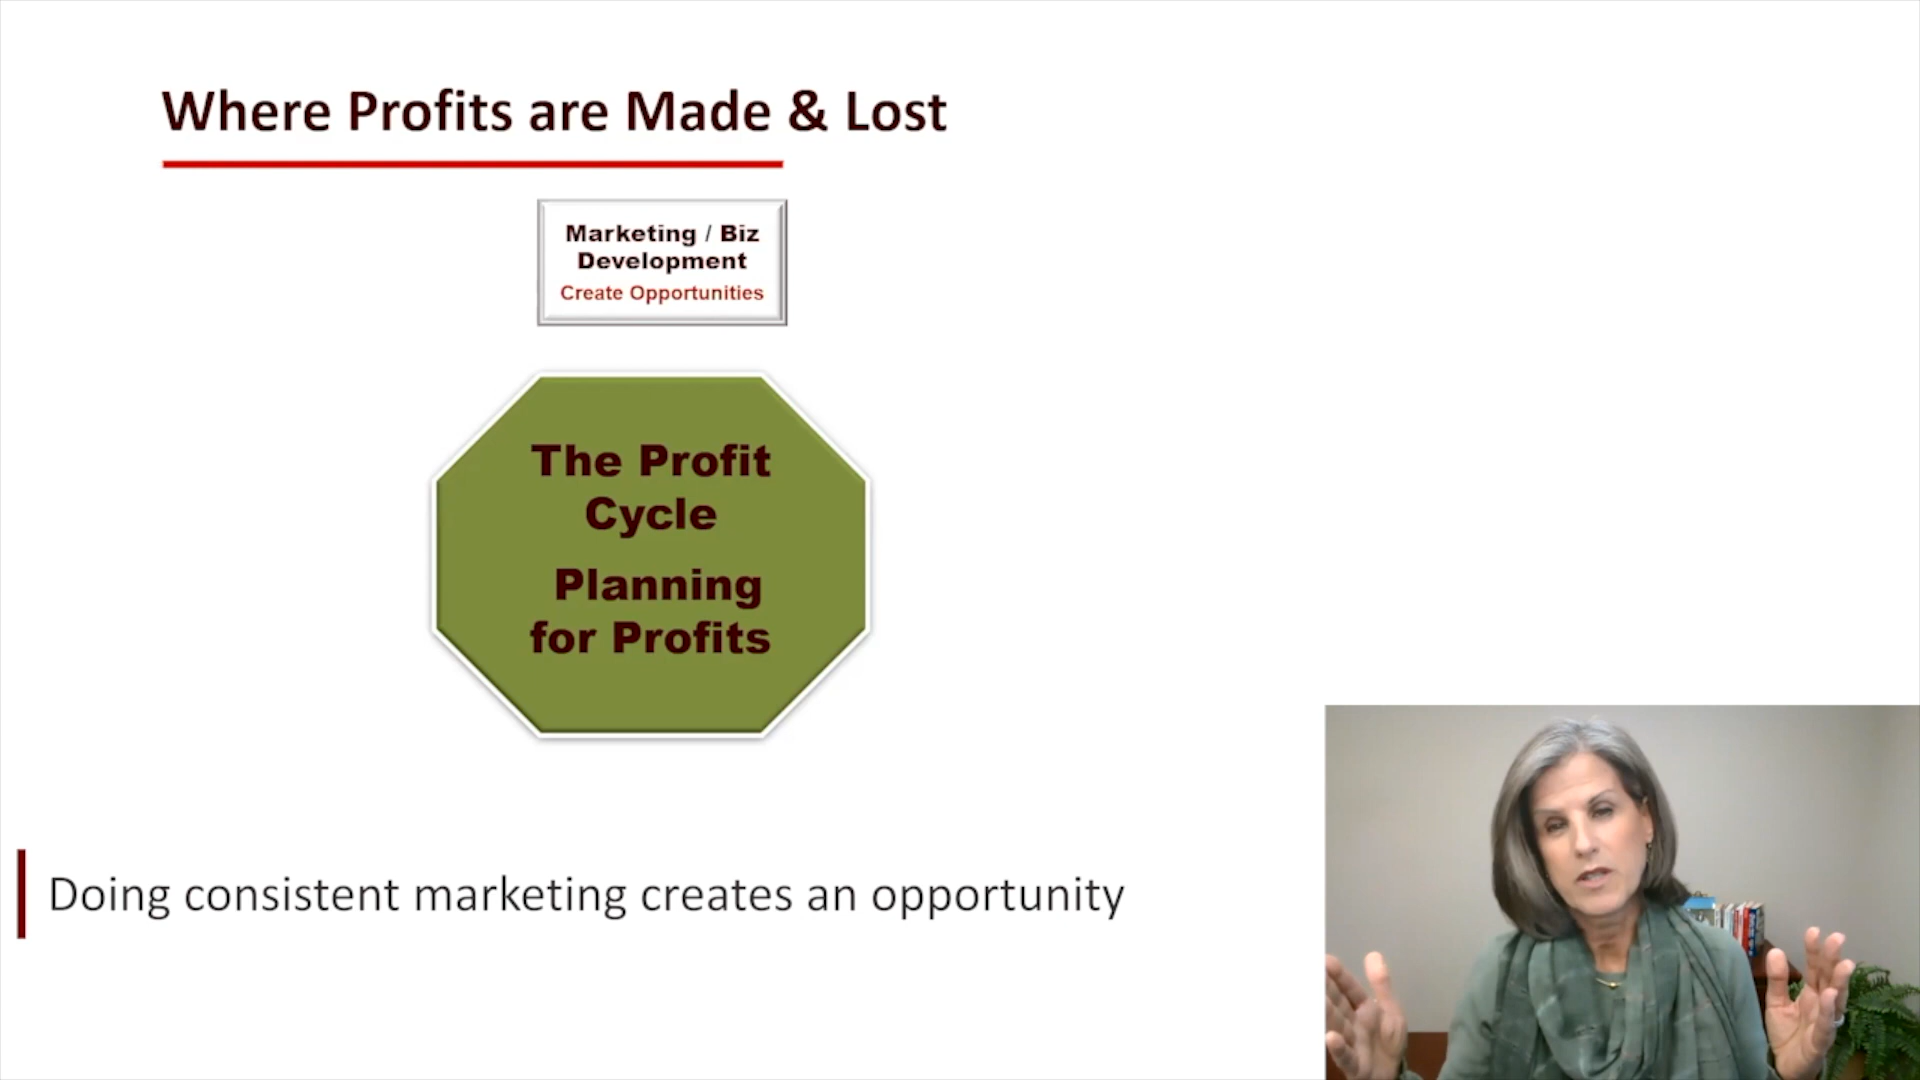 Where Profits are Made & Lost
Marketing / Biz
Development
Create Opportunities
The Profit
Cycle
Planning
for Profits
Doing consistent marketing creates an opportunity